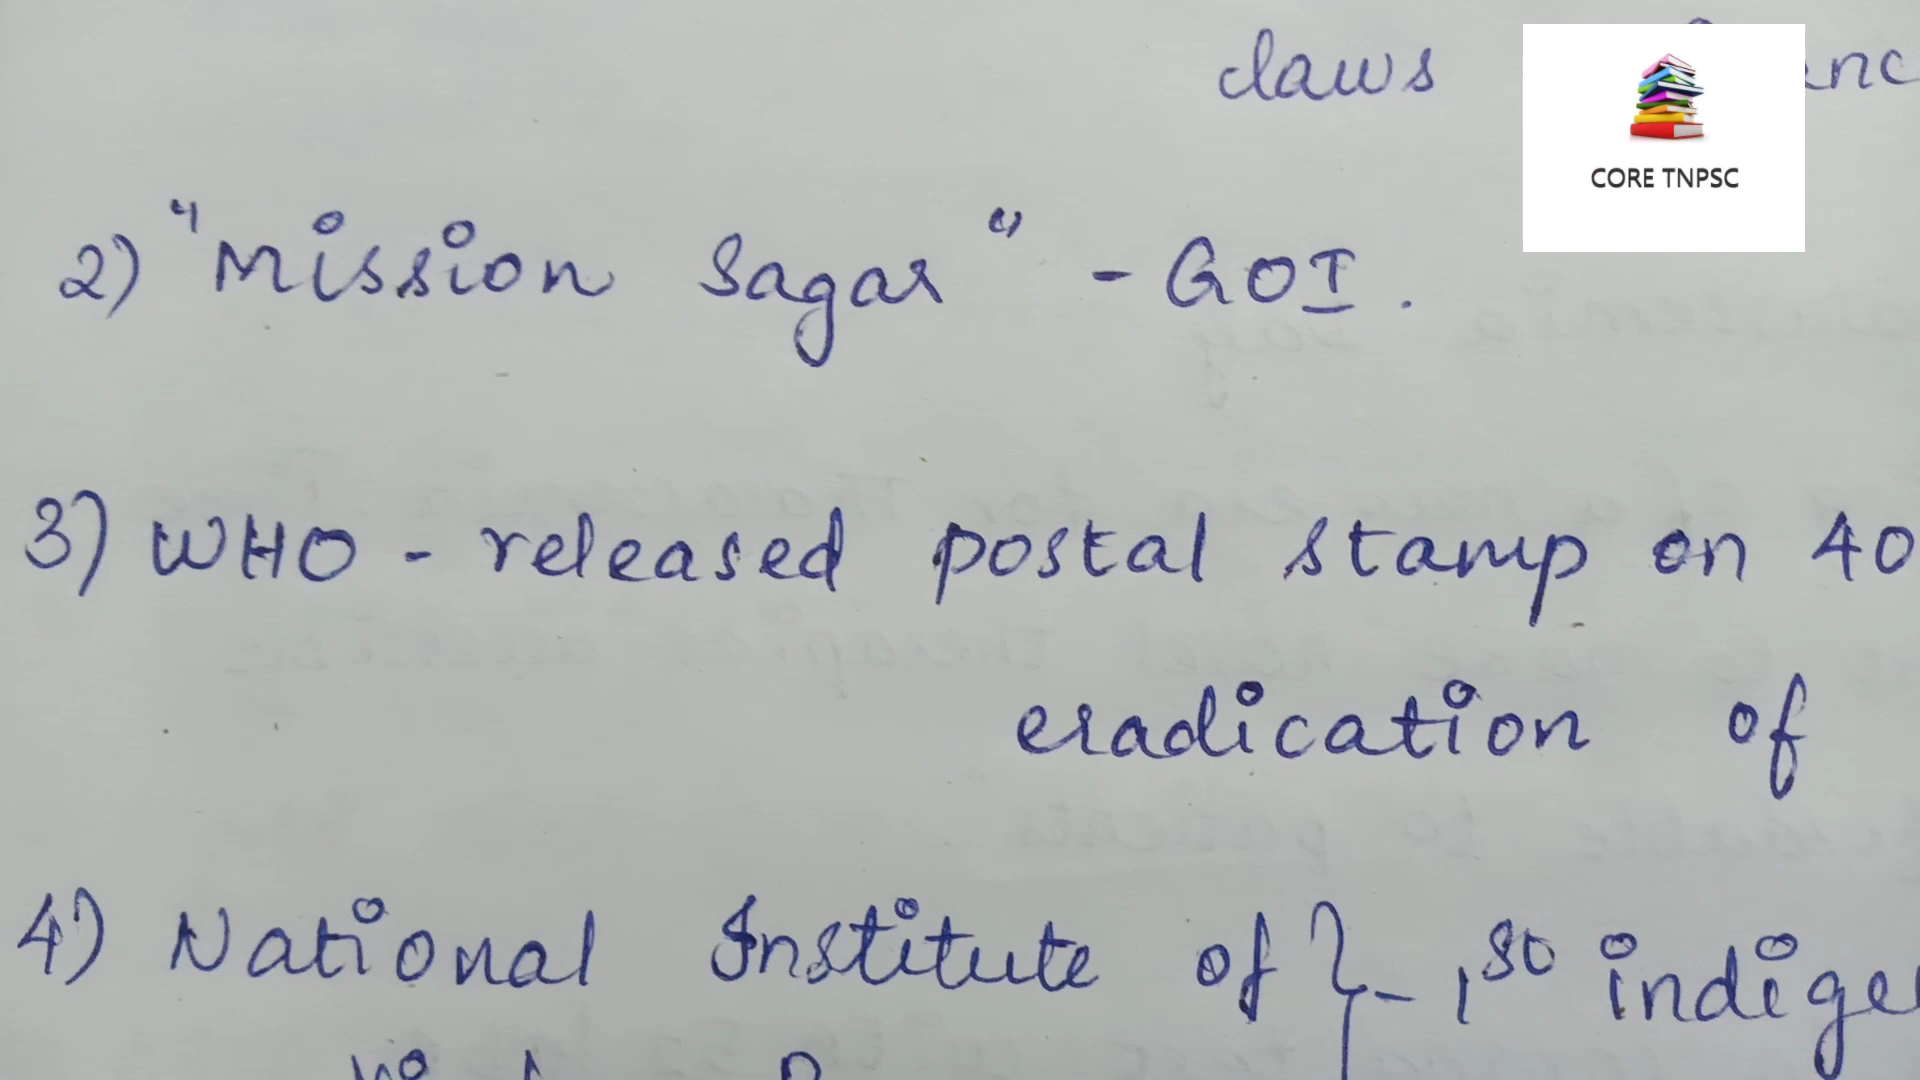 claws
CORE TNPSC
2) "Mission Sagar" - GOI.
3) WHO - released postal stamp on 40
eradication of
4) National Institute of } - 1st indige